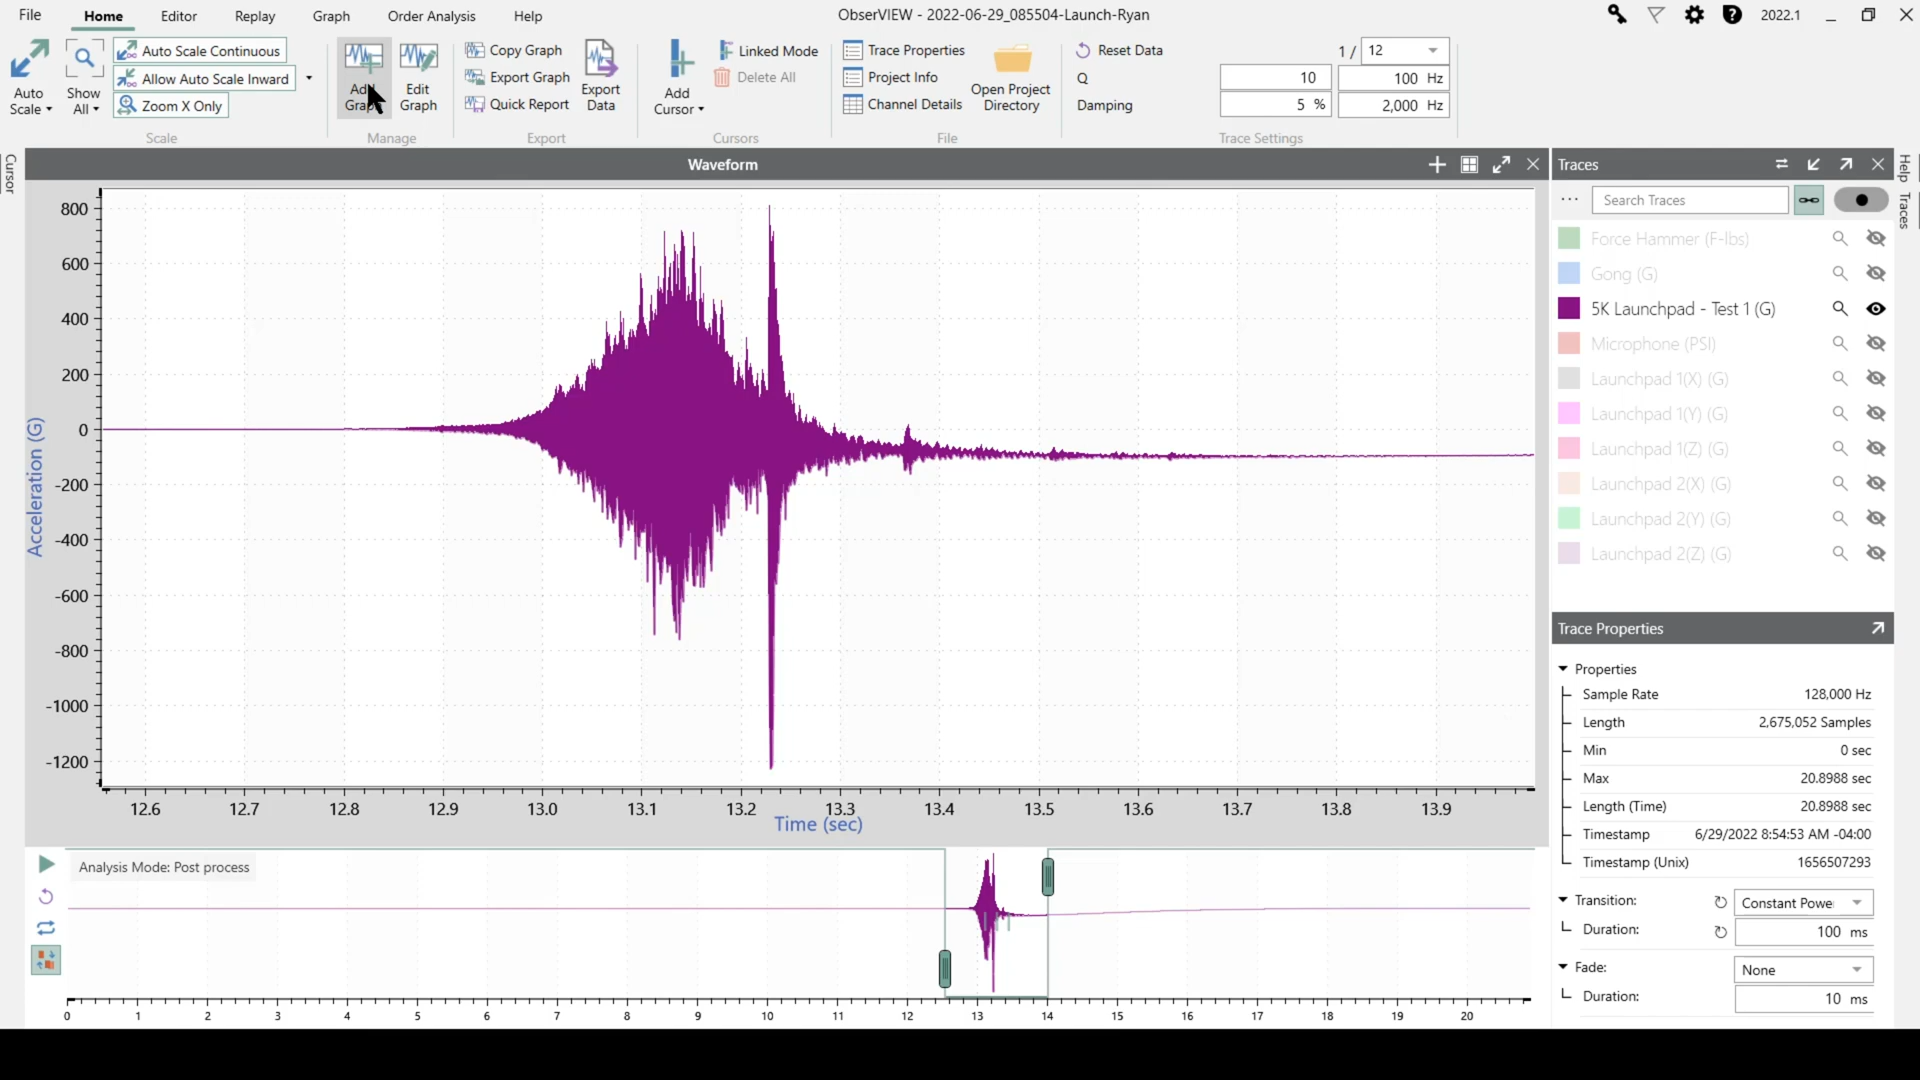 File
Home
Editor
Replay
Graph
Order Analysis
Help
ObserVIEW - 2022-06-29_085504-Launch-Ryan
2022.1
Auto
Scale
Show
All
Auto Scale Continuous
Allow Auto Scale Inward
Zoom X Only
Scale
Add
Graph
Edit
Graph
Manage
Copy Graph
Export Graph
Quick Report
Export
Data
Export
Add
Cursor
Linked Mode
Delete All
Cursors
Trace Properties
Project Info
Channel Details
Open Project
Directory
File
Reset Data
1 / 12
Q 10 100 Hz
Damping 5 % 2,000 Hz
Trace Settings
Cursor
Waveform
800
600
400
200
0
-200
-400
-600
-800
-1000
-1200
Acceleration (G)
12.6 12.7 12.8 12.9 13.0 13.1 13.2 13.3 13.4 13.5 13.6 13.7 13.8 13.9
Time (sec)
Analysis Mode: Post process
0 1 2 3 4 5 6 7 8 9 10 11 12 13 14 15 16 17 18 19 20
Traces
Search Traces
Force Hammer (F-lbs)
Gong (G)
5K Launchpad - Test 1 (G)
Microphone (PSI)
Launchpad 1(X) (G)
Launchpad 1(Y) (G)
Launchpad 1(Z) (G)
Launchpad 2(X) (G)
Launchpad 2(Y) (G)
Launchpad 2(Z) (G)
Help
Traces
Trace Properties
Properties
Sample Rate 128,000 Hz
Length 2,675,052 Samples
Min 0 sec
Max 20.8988 sec
Length (Time) 20.8988 sec
Timestamp 6/29/2022 8:54:53 AM -04:00
Timestamp (Unix) 1656507293
Transition: Constant Powe
Duration: 100 ms
Fade: None
Duration: 10 ms